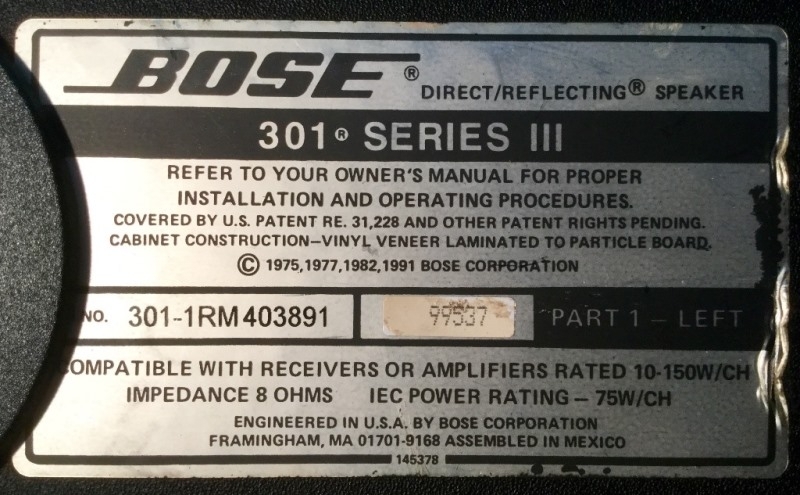 BOSE® DIRECT/REFLECTING® SPEAKER
301® SERIES III
REFER TO YOUR OWNER'S MANUAL FOR PROPER
INSTALLATION AND OPERATING PROCEDURES.
COVERED BY U.S. PATENT RE. 31,228 AND OTHER PATENT RIGHTS PENDING.
CABINET CONSTRUCTION–VINYL VENEER LAMINATED TO PARTICLE BOARD.
© 1975,1977,1982,1991 BOSE CORPORATION
NO. 301-1RM403891 99537 PART 1 – LEFT
OMPATIBLE WITH RECEIVERS OR AMPLIFIERS RATED 10-150W/CH
IMPEDANCE 8 OHMS IEC POWER RATING – 75W/CH
ENGINEERED IN U.S.A. BY BOSE CORPORATION
FRAMINGHAM, MA 01701-9168 ASSEMBLED IN MEXICO
145378